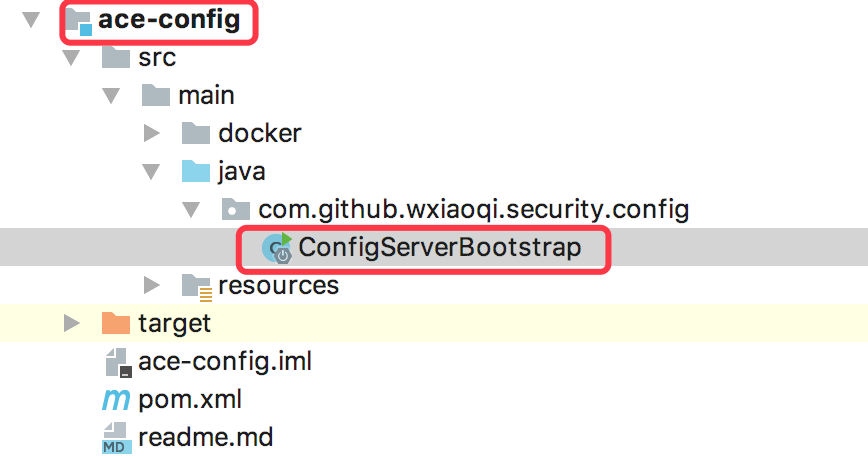 ace-config
src
main
docker
java
com.github.wxiaoqi.security.config
ConfigServerBootstrap
resources
target
ace-config.iml
m pom.xml
MD readme.md